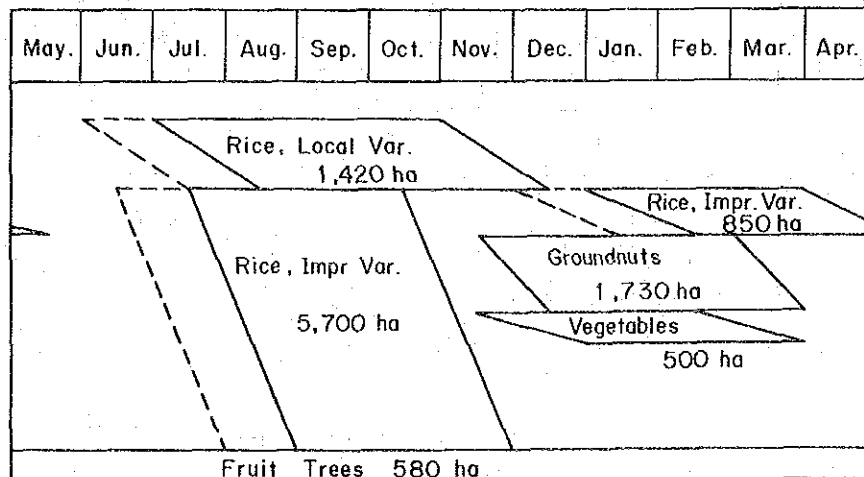 May. Jun. Jul. Aug. Sep. Oct. Nov. Dec. Jan. Feb. Mar. Apr.
Rice, Local Var.
1,420 ha
Rice, Impr. Var.
850 ha
Rice, Impr Var.
5,700 ha
Groundnuts
1,730 ha
Vegetables
500 ha
Fruit Trees 580 ha